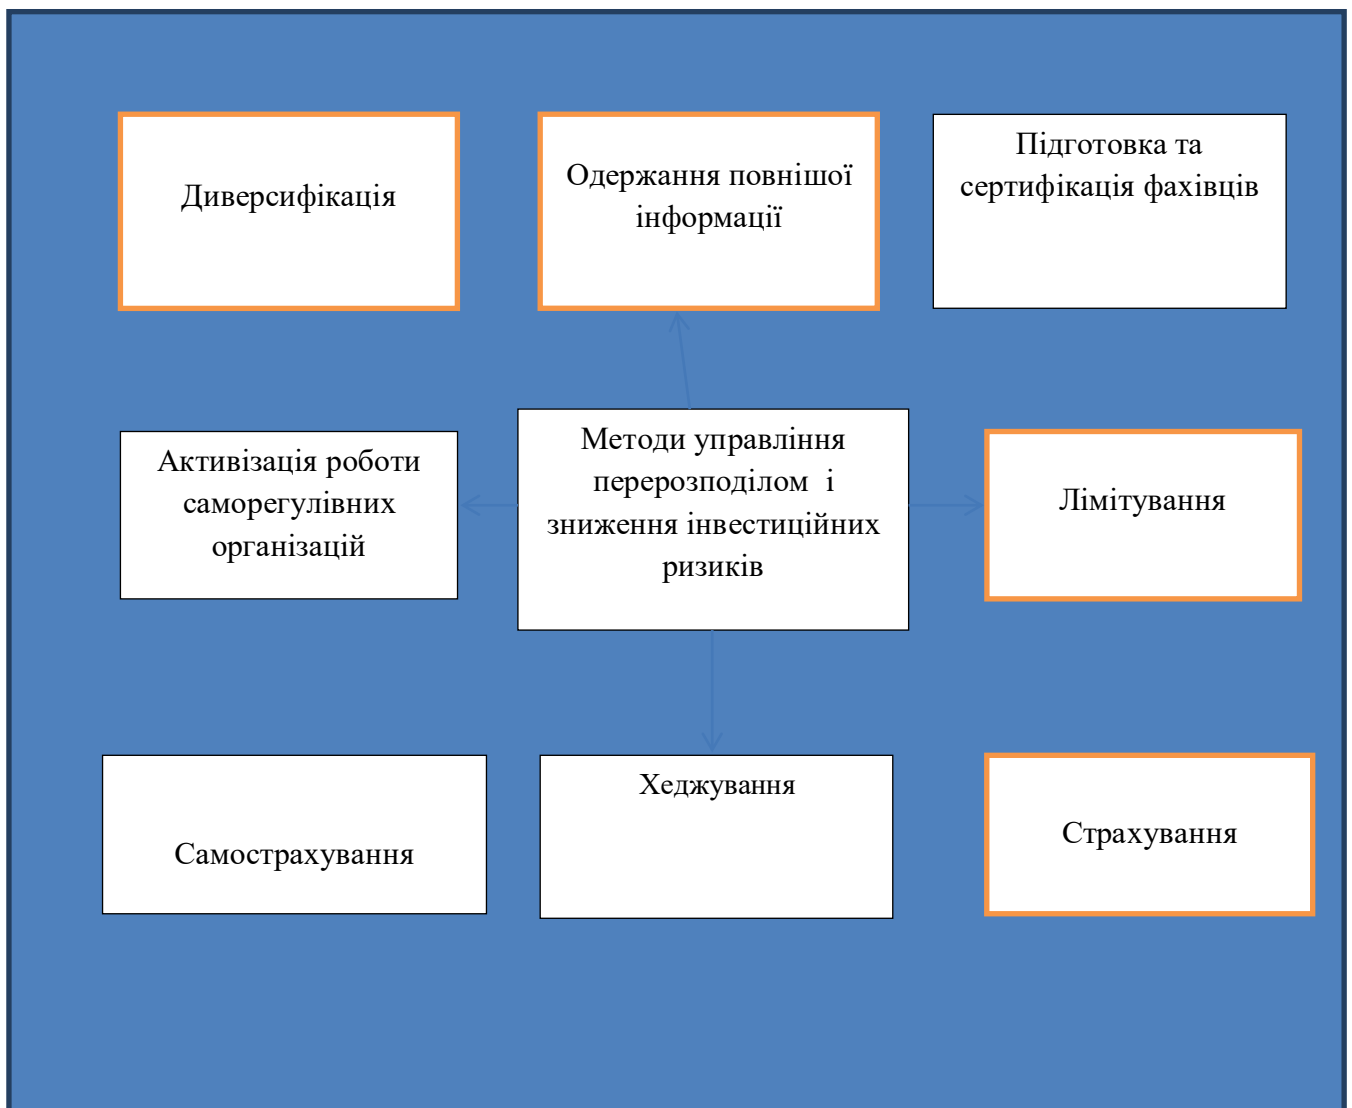 Диверсифікація
Одержання повнішої
інформації
Підготовка та
сертифікація фахівців
Активізація роботи
саморегулівних
організацій
Методи управління
перерозподілом і
зниження інвестиційних
ризиків
Лімітування
Самострахування
Хеджування
Страхування